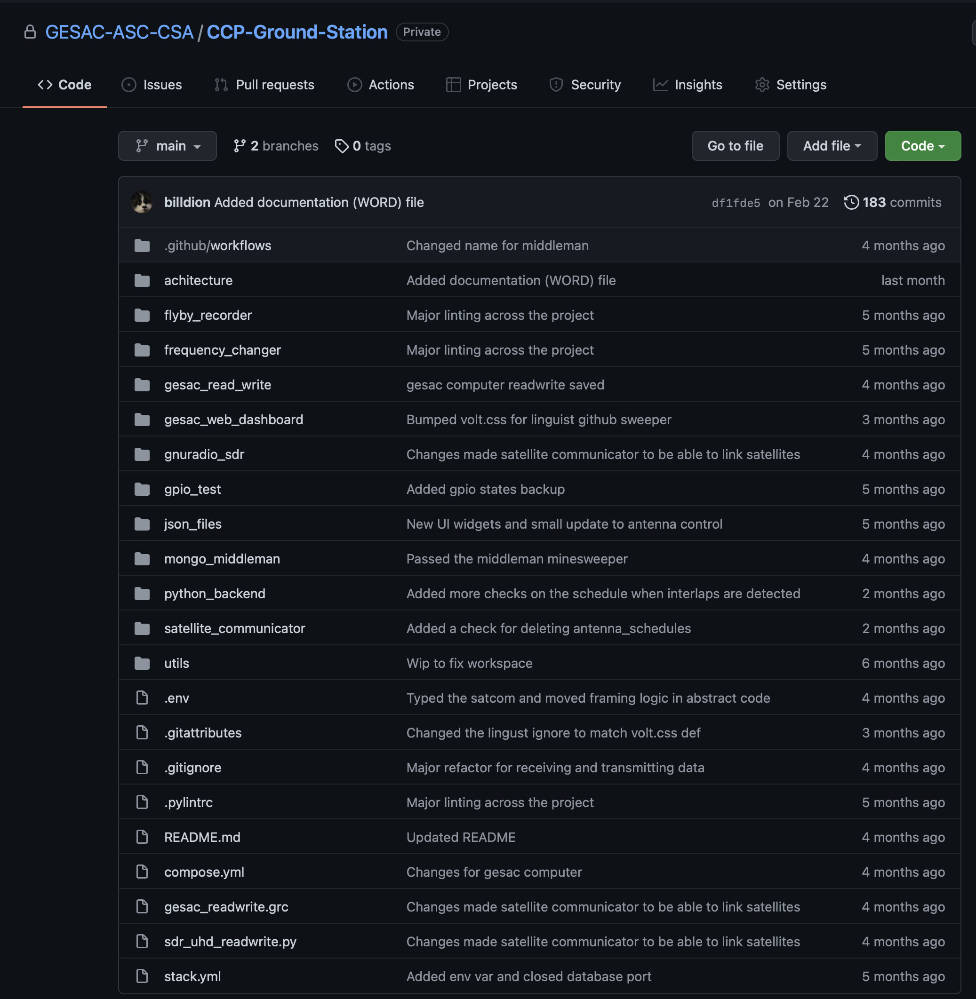 GESAC-ASC-CSA / CCP-Ground-Station Private
Code Issues Pull requests Actions Projects Security Insights Settings
main 2 branches 0 tags Go to file Add file Code
billdion Added documentation (WORD) file df1fde5 on Feb 22 183 commits
.github/workflows Changed name for middleman 4 months ago
achitecture Added documentation (WORD) file last month
flyby_recorder Major linting across the project 5 months ago
frequency_changer Major linting across the project 5 months ago
gesac_read_write gesac computer readwrite saved 4 months ago
gesac_web_dashboard Bumped volt.css for linguist github sweeper 3 months ago
gnuradio_sdr Changes made satellite communicator to be able to link satellites 4 months ago
gpio_test Added gpio states backup 5 months ago
json_files New UI widgets and small update to antenna control 5 months ago
mongo_middleman Passed the middleman minesweeper 4 months ago
python_backend Added more checks on the schedule when interlaps are detected 2 months ago
satellite_communicator Added a check for deleting antenna_schedules 2 months ago
utils Wip to fix workspace 6 months ago
.env Typed the satcom and moved framing logic in abstract code 4 months ago
.gitattributes Changed the lingust ignore to match volt.css def 3 months ago
.gitignore Major refactor for receiving and transmitting data 4 months ago
.pylintrc Major linting across the project 5 months ago
README.md Updated README 4 months ago
compose.yml Changes for gesac computer 4 months ago
gesac_readwrite.grc Changes made satellite communicator to be able to link satellites 4 months ago
sdr_uhd_readwrite.py Changes made satellite communicator to be able to link satellites 4 months ago
stack.yml Added env var and closed database port 5 months ago